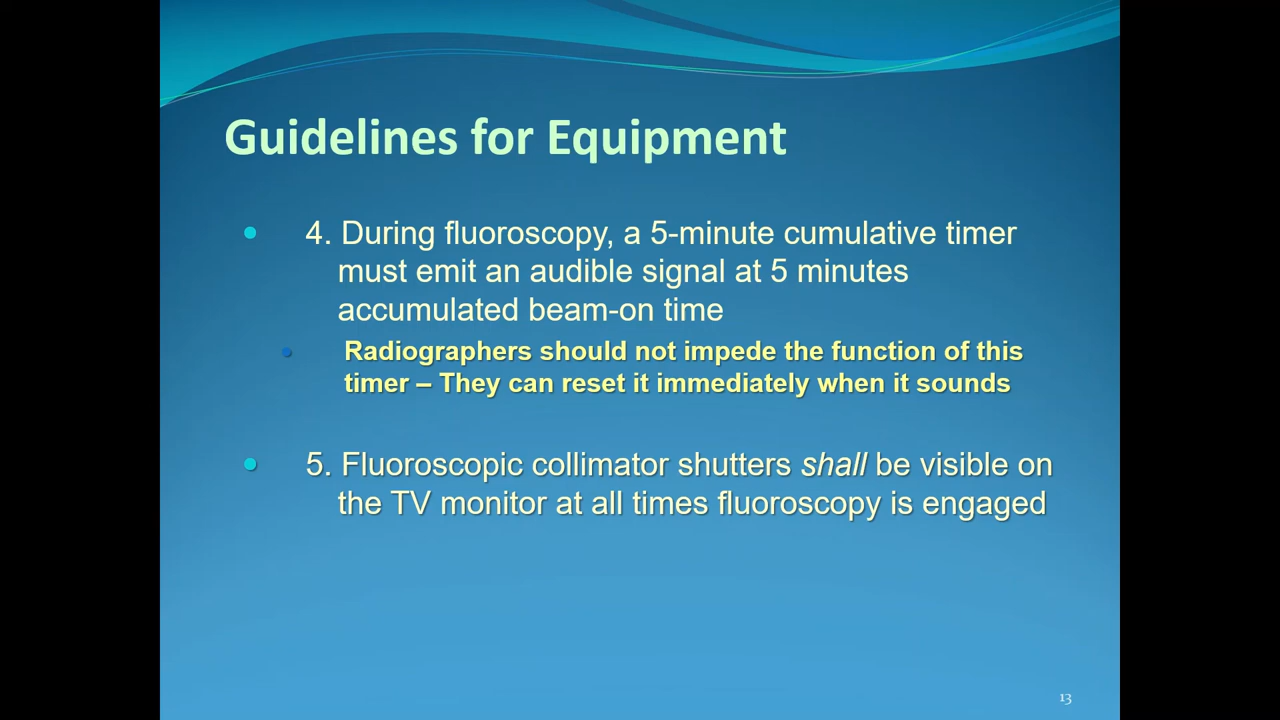 Guidelines for Equipment
4. During fluoroscopy, a 5-minute cumulative timer
must emit an audible signal at 5 minutes
accumulated beam-on time
Radiographers should not impede the function of this
timer – They can reset it immediately when it sounds
5. Fluoroscopic collimator shutters shall be visible on
the TV monitor at all times fluoroscopy is engaged
13